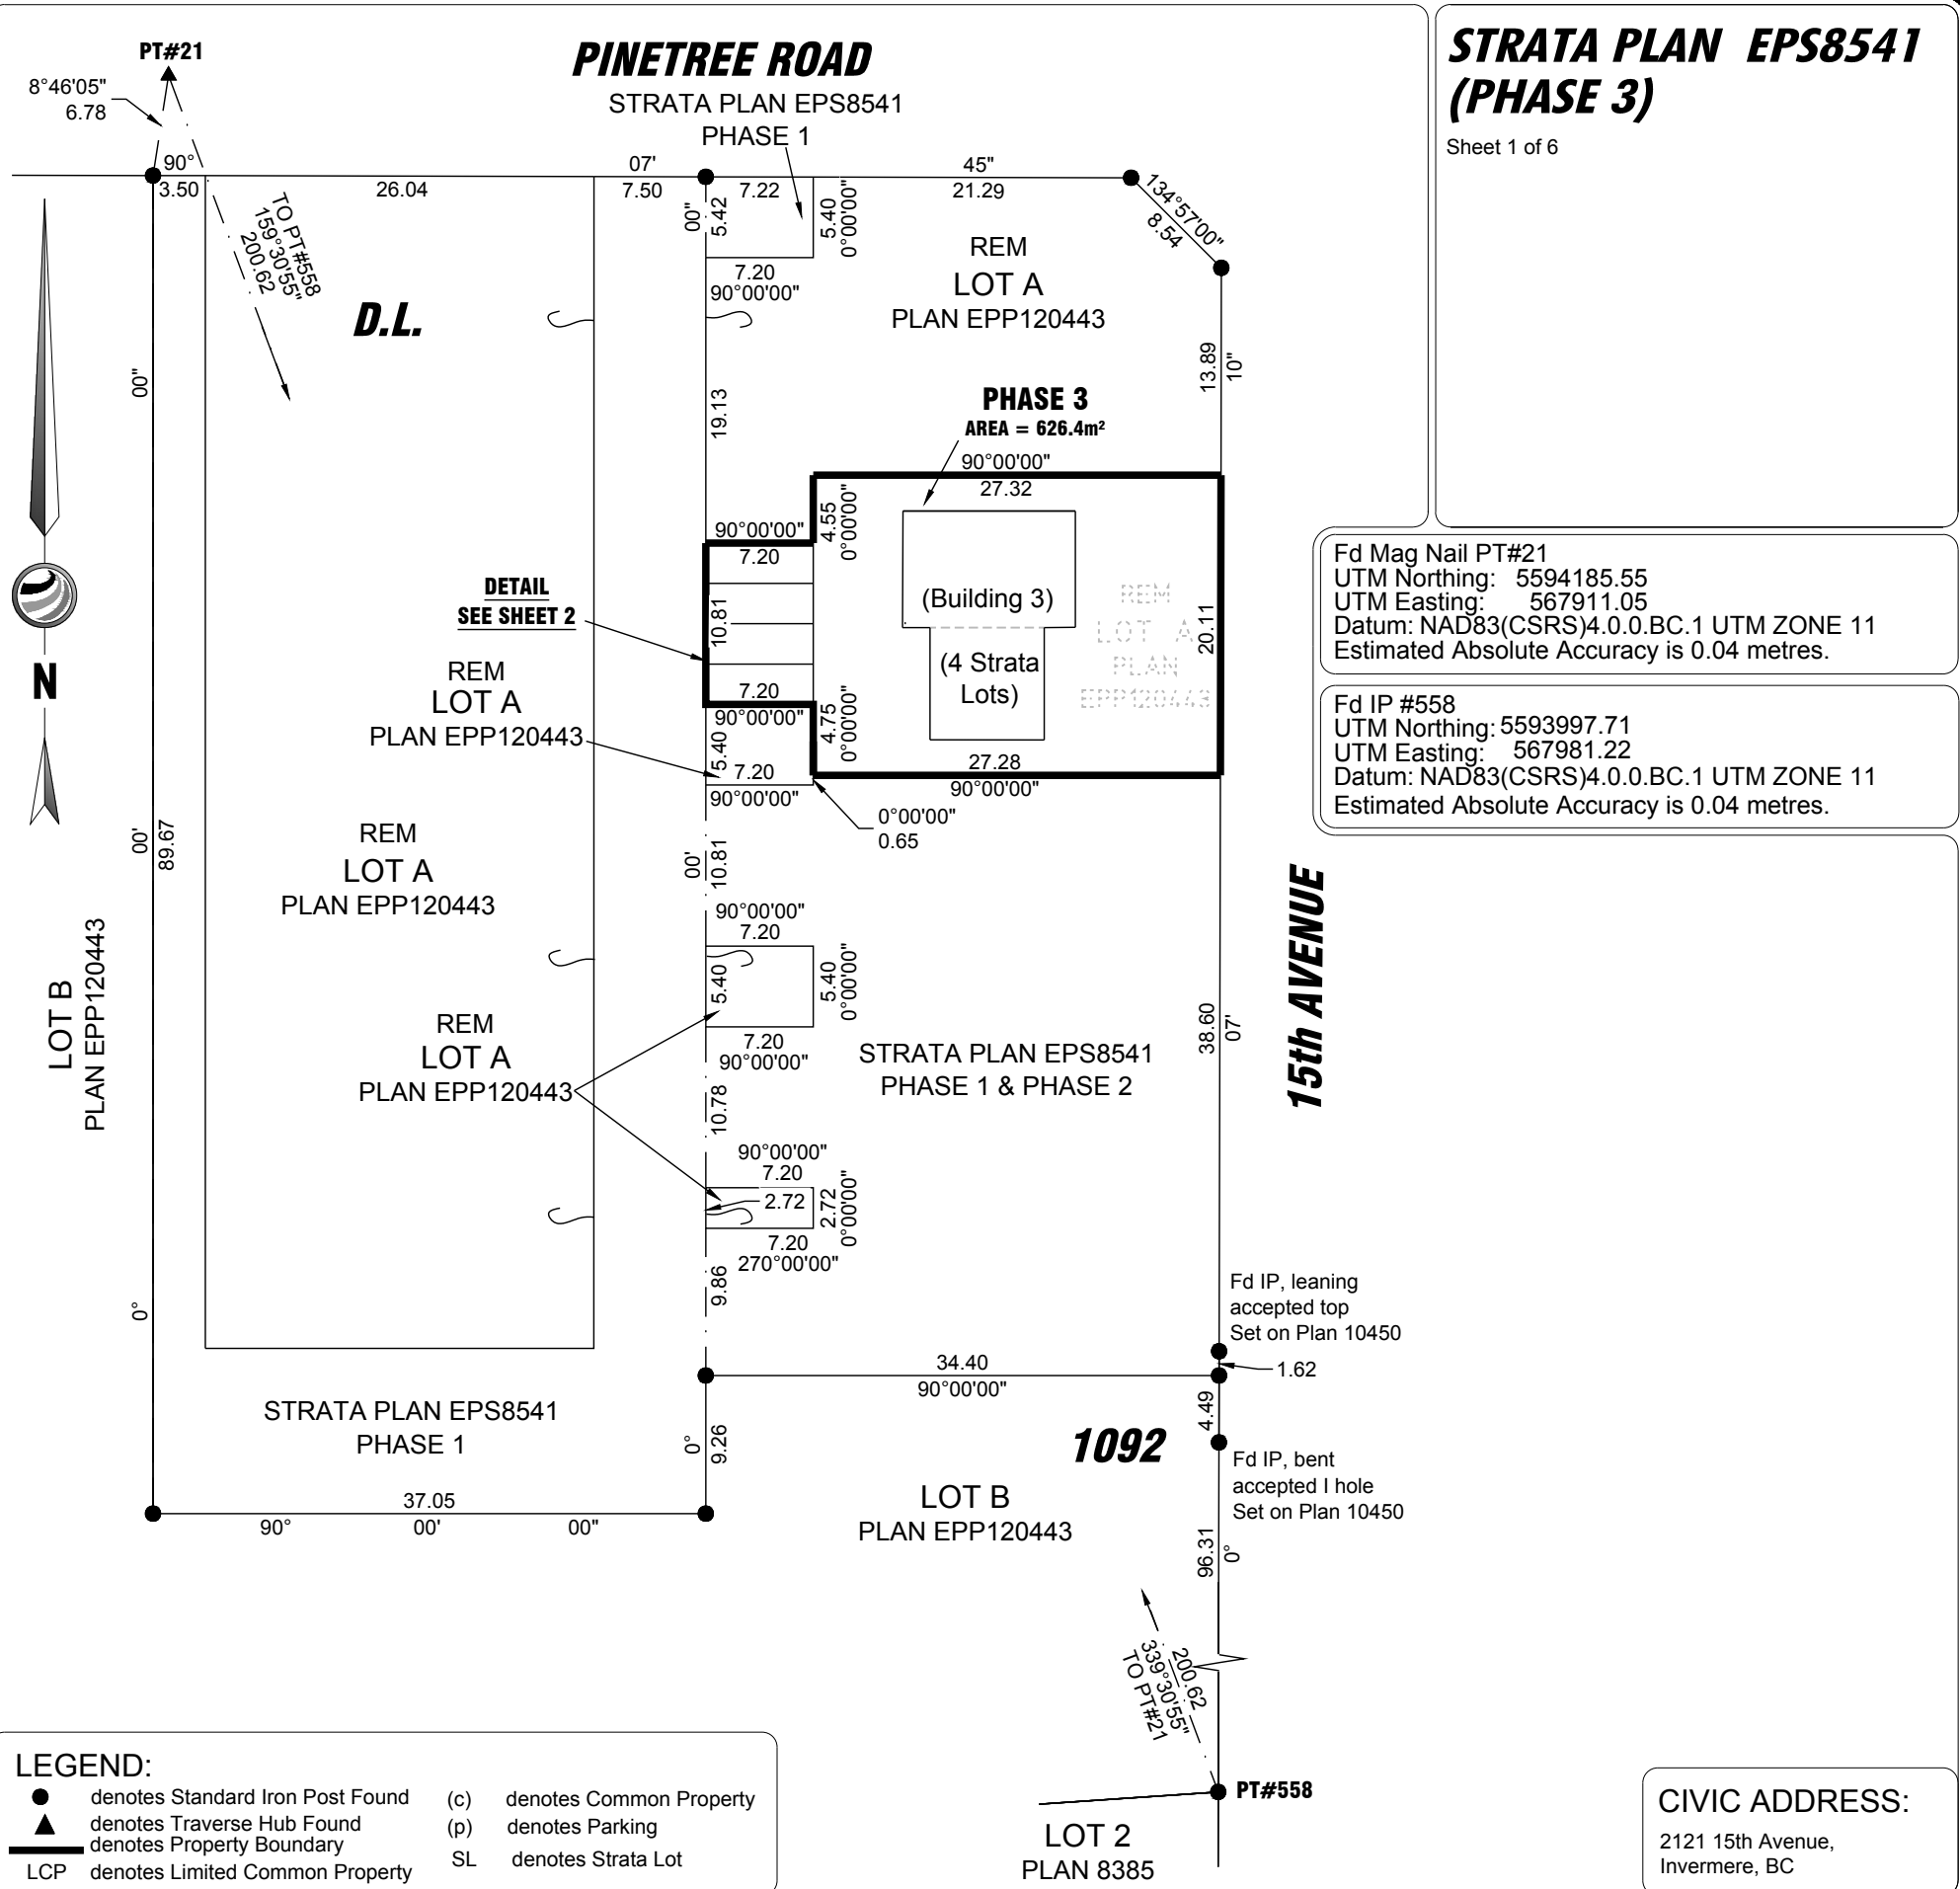 STRATA PLAN EPS8541
(PHASE 3)
Sheet 1 of 6
PINETREE ROAD
STRATA PLAN EPS8541
PHASE 1
PT#21
8°46'05"
6.78
90°
07'
45"
3.50
26.04
7.50
7.22
21.29
134°57'00"
8.54
TO PT#558
159°30'55"
200.62
00"
5.42
5.40
0°00'00"
7.20
90°00'00"
REM
LOT A
PLAN EPP120443
D.L.
00"
19.13
13.89
10"
PHASE 3
AREA = 626.4m²
90°00'00"
27.32
90°00'00"
7.20
4.55
0°00'00"
DETAIL
SEE SHEET 2
10.81
(Building 3)
(4 Strata
Lots)
REM
LOT A
PLAN
EPP120443
20.11
Fd Mag Nail PT#21
UTM Northing: 5594185.55
UTM Easting: 567911.05
Datum: NAD83(CSRS)4.0.0.BC.1 UTM ZONE 11
Estimated Absolute Accuracy is 0.04 metres.
Fd IP #558
UTM Northing: 5593997.71
UTM Easting: 567981.22
Datum: NAD83(CSRS)4.0.0.BC.1 UTM ZONE 11
Estimated Absolute Accuracy is 0.04 metres.
N
REM
LOT A
PLAN EPP120443
7.20
90°00'00"
4.75
0°00'00"
5.40
7.20
90°00'00"
27.28
90°00'00"
0°00'00"
0.65
00'
89.67
REM
LOT A
PLAN EPP120443
00'
10.81
90°00'00"
7.20
5.40
5.40
0°00'00"
7.20
90°00'00"
LOT B
PLAN EPP120443
REM
LOT A
PLAN EPP120443
STRATA PLAN EPS8541
PHASE 1 & PHASE 2
38.60
07'
15th AVENUE
10.78
90°00'00"
7.20
2.72
2.72
0°00'00"
7.20
270°00'00"
0°
9.86
Fd IP, leaning
accepted top
Set on Plan 10450
34.40
90°00'00"
1.62
4.49
STRATA PLAN EPS8541
PHASE 1
0°
9.26
1092
Fd IP, bent
accepted I hole
Set on Plan 10450
37.05
90°
00'
00"
LOT B
PLAN EPP120443
96.31
0°
200.62
339°30'55"
TO PT#21
PT#558
LOT 2
PLAN 8385
LEGEND:
denotes Standard Iron Post Found
denotes Traverse Hub Found
denotes Property Boundary
LCP denotes Limited Common Property
(c) denotes Common Property
(p) denotes Parking
SL denotes Strata Lot
CIVIC ADDRESS:
2121 15th Avenue,
Invermere, BC